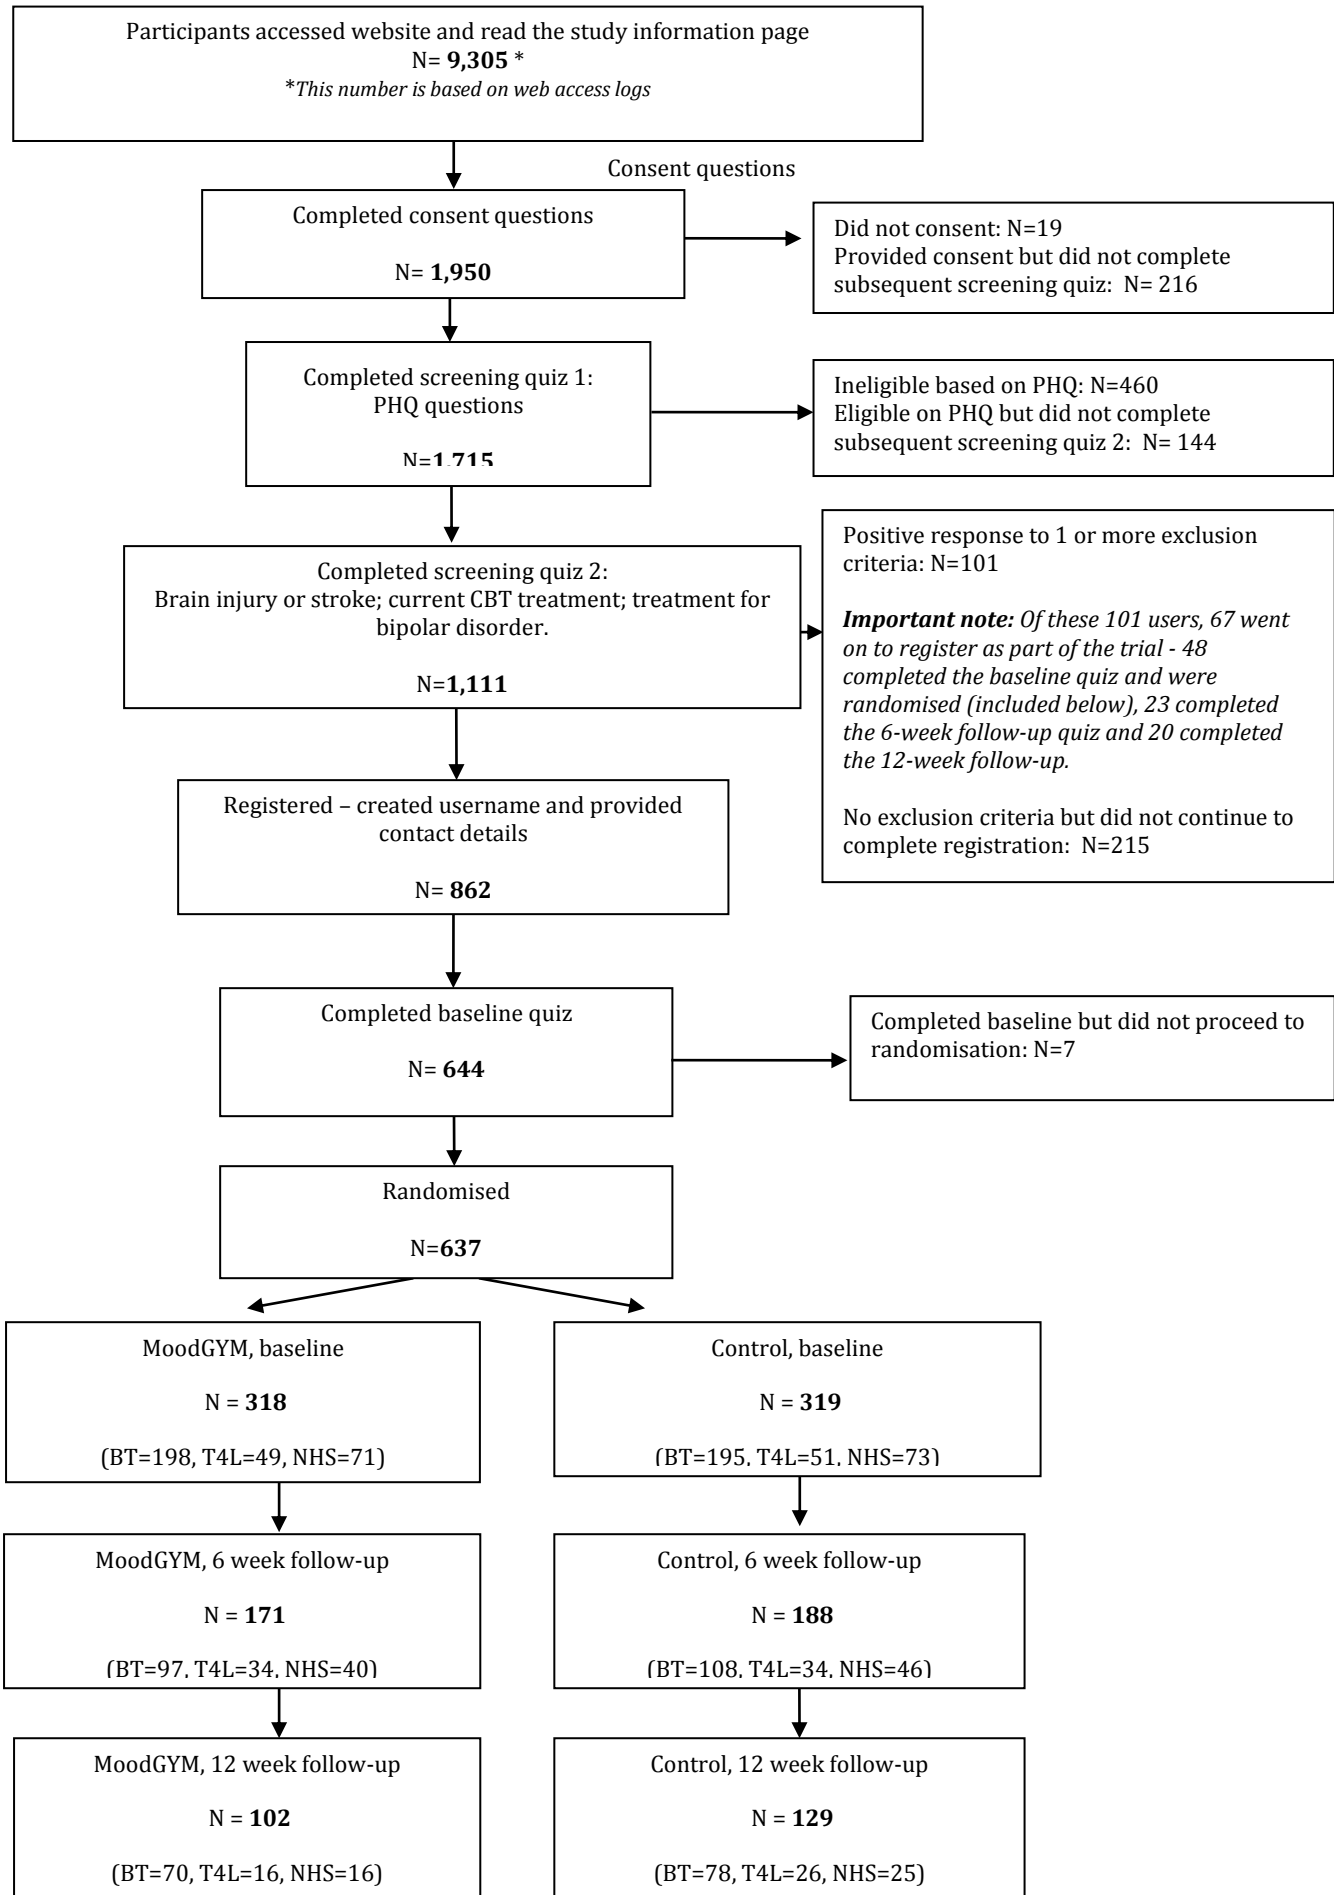 Participants accessed website and read the study information page
N= 9,305 *
*This number is based on web access logs
Consent questions
Completed consent questions
N= 1,950
Did not consent: N=19
Provided consent but did not complete
subsequent screening quiz: N= 216
Completed screening quiz 1:
PHQ questions
N=1,715
Ineligible based on PHQ: N=460
Eligible on PHQ but did not complete
subsequent screening quiz 2: N= 144
Completed screening quiz 2:
Brain injury or stroke; current CBT treatment; treatment for
bipolar disorder.
N=1,111
Positive response to 1 or more exclusion
criteria: N=101
Important note: Of these 101 users, 67 went
on to register as part of the trial - 48
completed the baseline quiz and were
randomised (included below), 23 completed
the 6-week follow-up quiz and 20 completed
the 12-week follow-up.
No exclusion criteria but did not continue to
complete registration: N=215
Registered – created username and provided
contact details
N= 862
Completed baseline quiz
N= 644
Completed baseline but did not proceed to
randomisation: N=7
Randomised
N=637
MoodGYM, baseline
N = 318
(BT=198, T4L=49, NHS=71)
Control, baseline
N = 319
(BT=195, T4L=51, NHS=73)
MoodGYM, 6 week follow-up
N = 171
(BT=97, T4L=34, NHS=40)
Control, 6 week follow-up
N = 188
(BT=108, T4L=34, NHS=46)
MoodGYM, 12 week follow-up
N = 102
(BT=70, T4L=16, NHS=16)
Control, 12 week follow-up
N = 129
(BT=78, T4L=26, NHS=25)